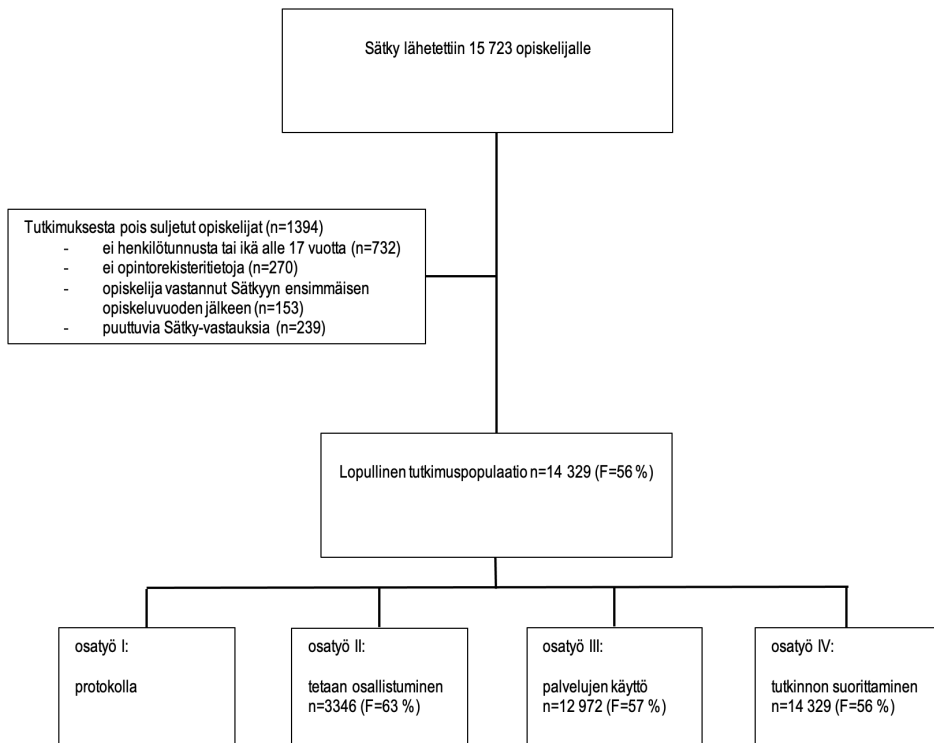 Sätky lähetettiin 15 723 opiskelijalle
Tutkimuksesta pois suljetut opiskelijat (n=1394)
- ei henkilötunnusta tai ikä alle 17 vuotta (n=732)
- ei opintorekisteritietoja (n=270)
- opiskelija vastannut Sätkyyn ensimmäisen
opiskeluvuoden jälkeen (n=153)
- puuttuvia Sätky-vastauksia (n=239)
Lopullinen tutkimuspopulaatio n=14 329 (F=56 %)
osatyö I:
protokolla
osatyö II:
tetaan osallistuminen
n=3346 (F=63 %)
osatyö III:
palvelujen käyttö
n=12 972 (F=57 %)
osatyö IV:
tutkinnon suorittaminen
n=14 329 (F=56 %)